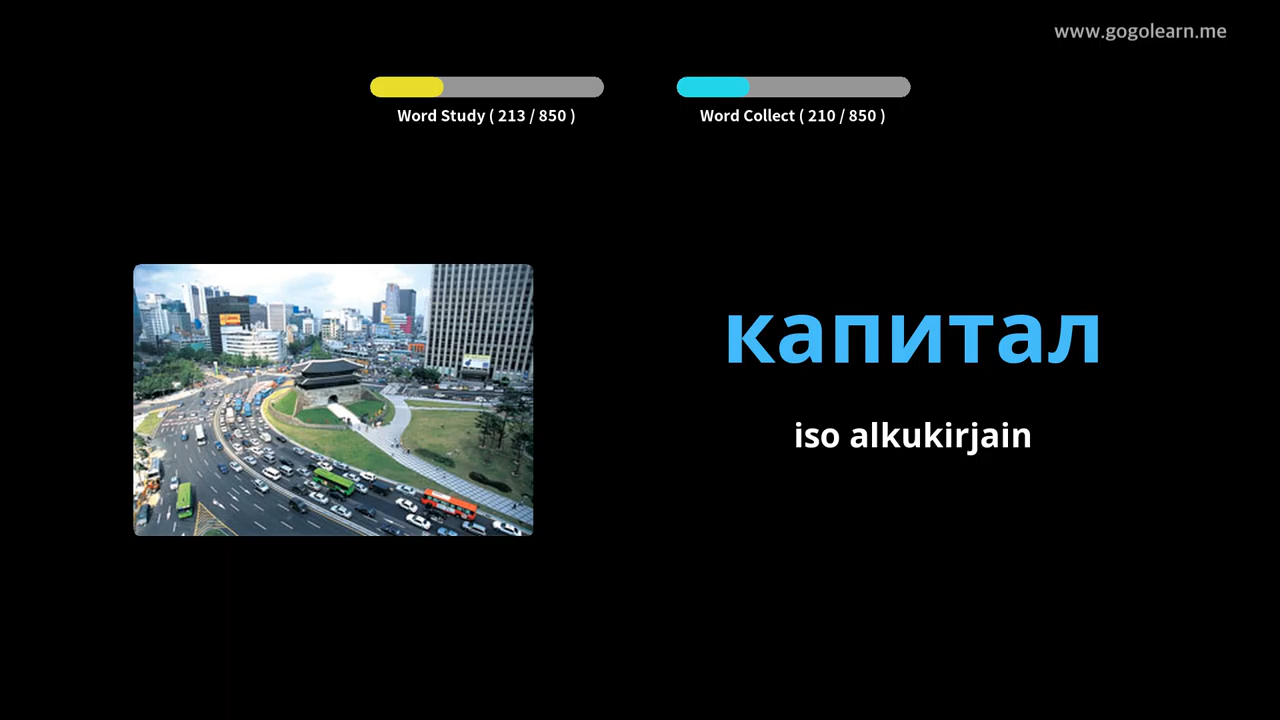 www.gogolearn.me
Word Study ( 213 / 850 )
Word Collect ( 210 / 850 )
капитал
iso alkukirjain